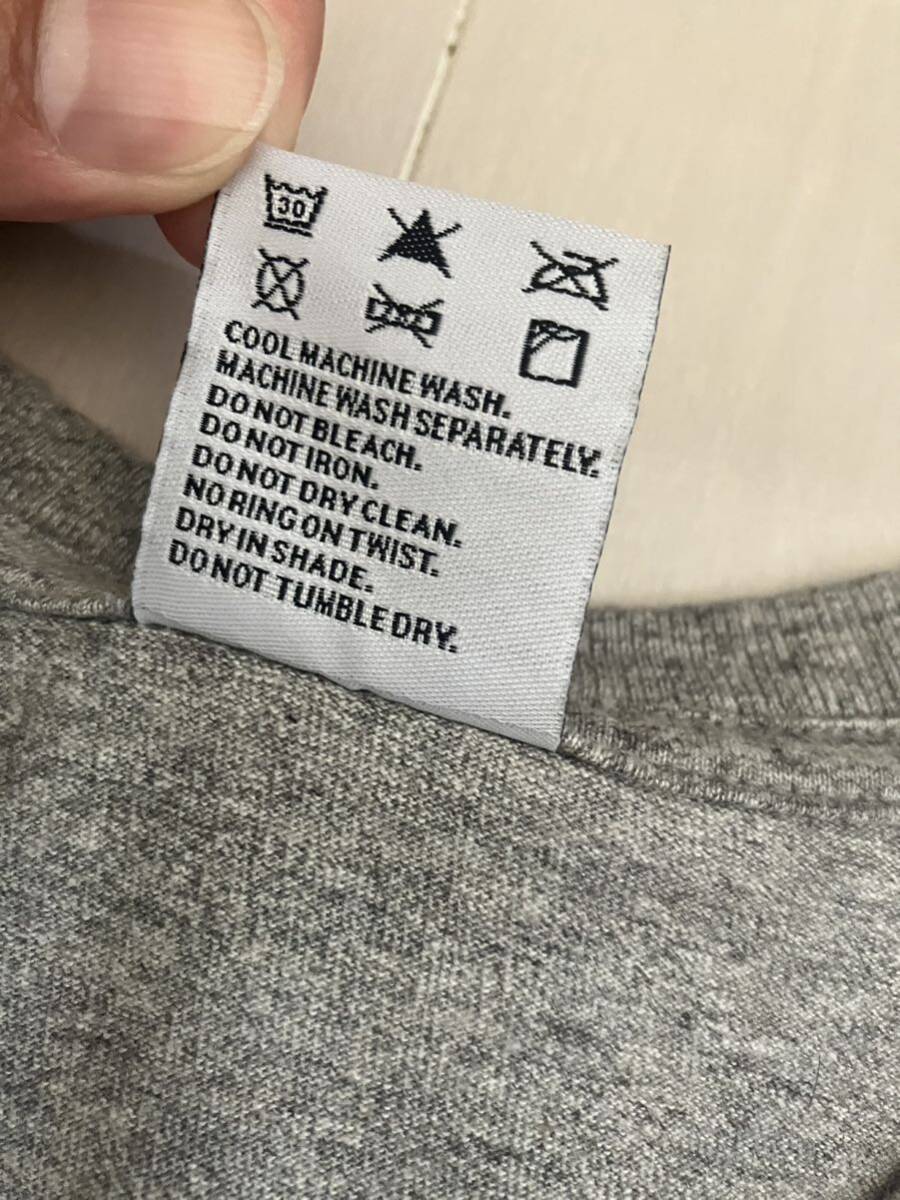 30
COOL MACHINE WASH.
MACHINE WASH SEPARATELY.
DO NOT BLEACH.
DO NOT IRON.
DO NOT DRY CLEAN.
NO RING ON TWIST.
DRY IN SHADE.
DO NOT TUMBLE DRY.